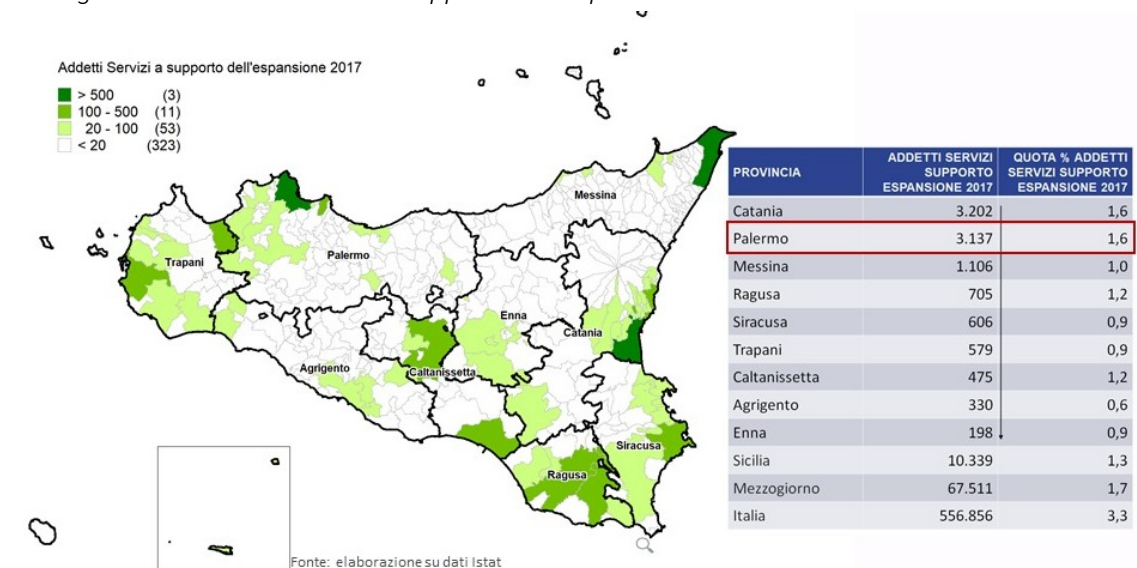 Addetti Servizi a supporto dell'espansione 2017
> 500 (3)
100 - 500 (11)
20 - 100 (53)
< 20 (323)
Messina
Trapani
Palermo
Enna
Catania
Agrigento
Caltanissetta
Siracusa
Ragusa
Fonte: elaborazione su dati Istat
PROVINCIA ADDETTI SERVIZI SUPPORTO ESPANSIONE 2017 QUOTA % ADDETTI SERVIZI SUPPORTO ESPANSIONE 2017
Catania 3.202 1,6
Palermo 3.137 1,6
Messina 1.106 1,0
Ragusa 705 1,2
Siracusa 606 0,9
Trapani 579 0,9
Caltanissetta 475 1,2
Agrigento 330 0,6
Enna 198 0,9
Sicilia 10.339 1,3
Mezzogiorno 67.511 1,7
Italia 556.856 3,3